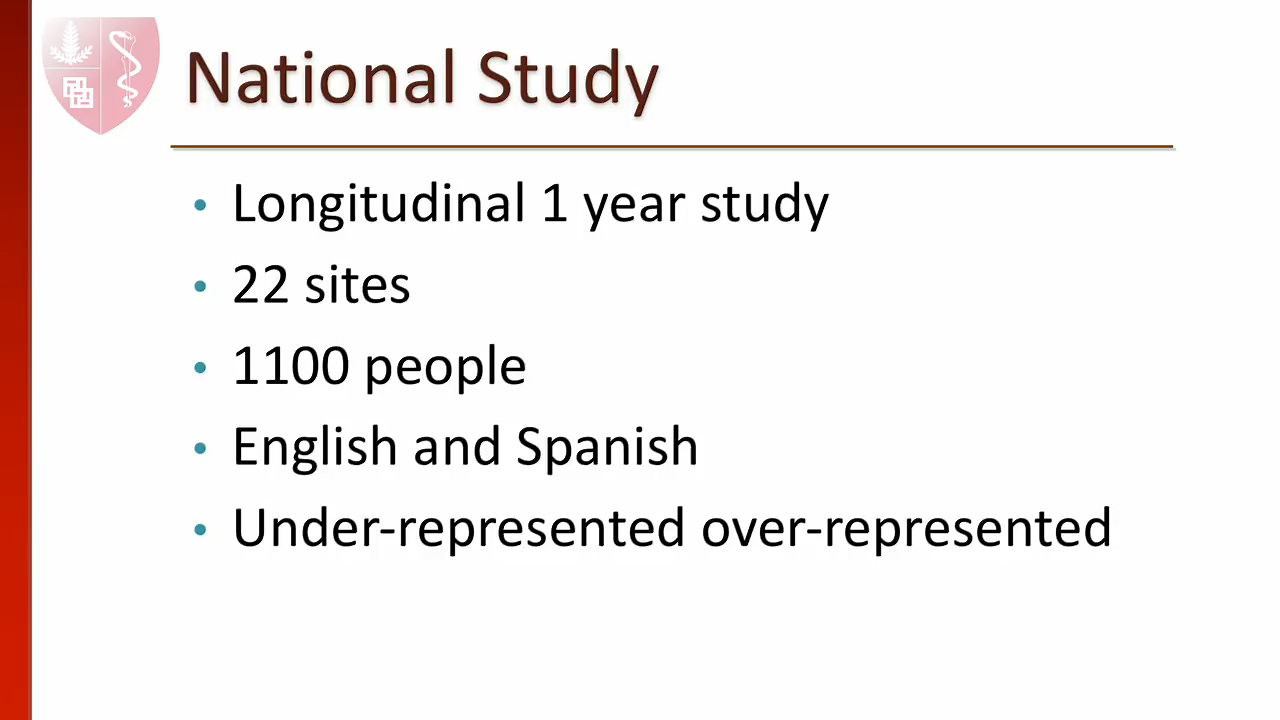 National Study
• Longitudinal 1 year study
• 22 sites
• 1100 people
• English and Spanish
• Under-represented over-represented